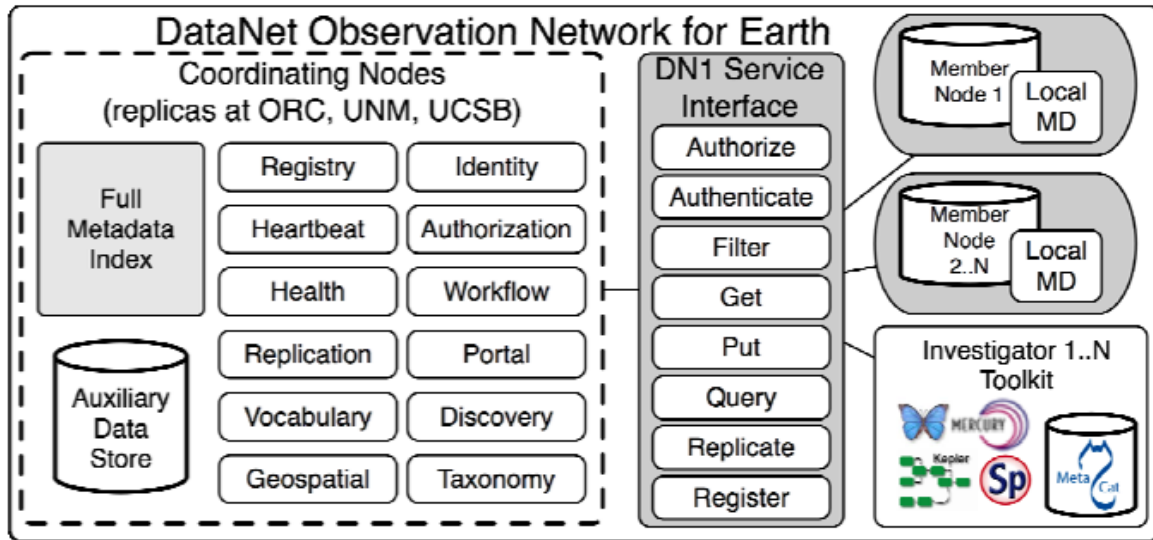 DataNet Observation Network for Earth
Coordinating Nodes
(replicas at ORC, UNM, UCSB)
Full
Metadata
Index
Auxiliary
Data
Store
Registry
Identity
Heartbeat
Authorization
Health
Workflow
Replication
Portal
Vocabulary
Discovery
Geospatial
Taxonomy
DN1 Service
Interface
Authorize
Authenticate
Filter
Get
Put
Query
Replicate
Register
Member
Node 1
Local
MD
Member
Node
2..N
Local
MD
Investigator 1..N
Toolkit
MERCURY
Kepler
Sp
Meta Cat